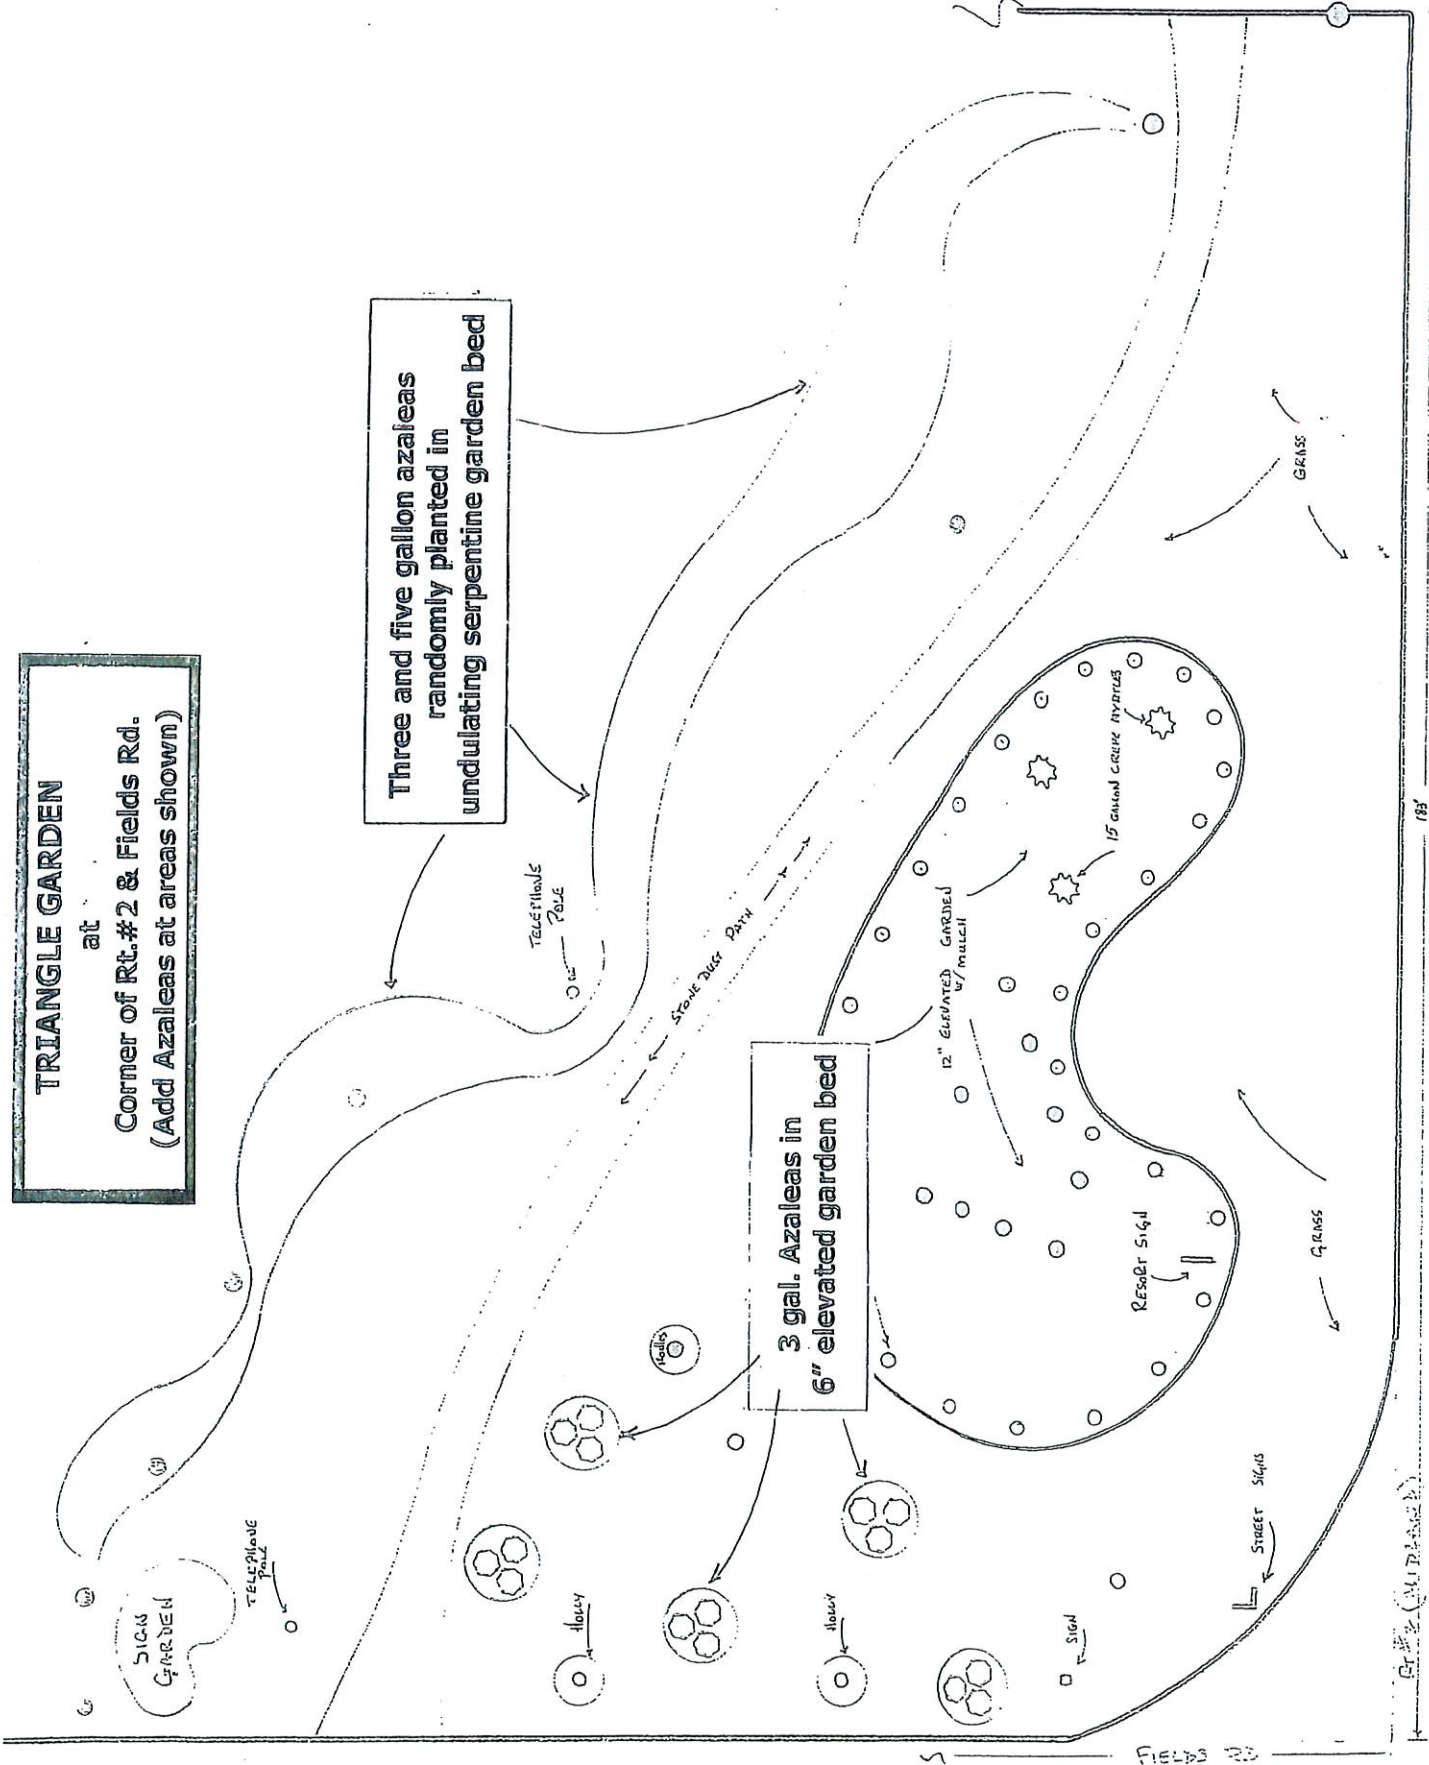 TRIANGLE GARDEN
at
Corner of Rt.#2 & Fields Rd.
(Add Azaleas at areas shown)
Three and five gallon azaleas
randomly planted in
undulating serpentine garden bed
TELEPHONE
POLE
STONE DUST PATH
GRASS
15 GALLON CREPE MYRTLES
12" ELEVATED GARDEN
w/ MULCH
3 gal. Azaleas in
6" elevated garden bed
RESORT SIGN
GRASS
SIGN
GARDEN
TELEPHONE
POLE
HOLLY
HOLLY
SIGN
STREET SIGNS
183'
FIELDS RD